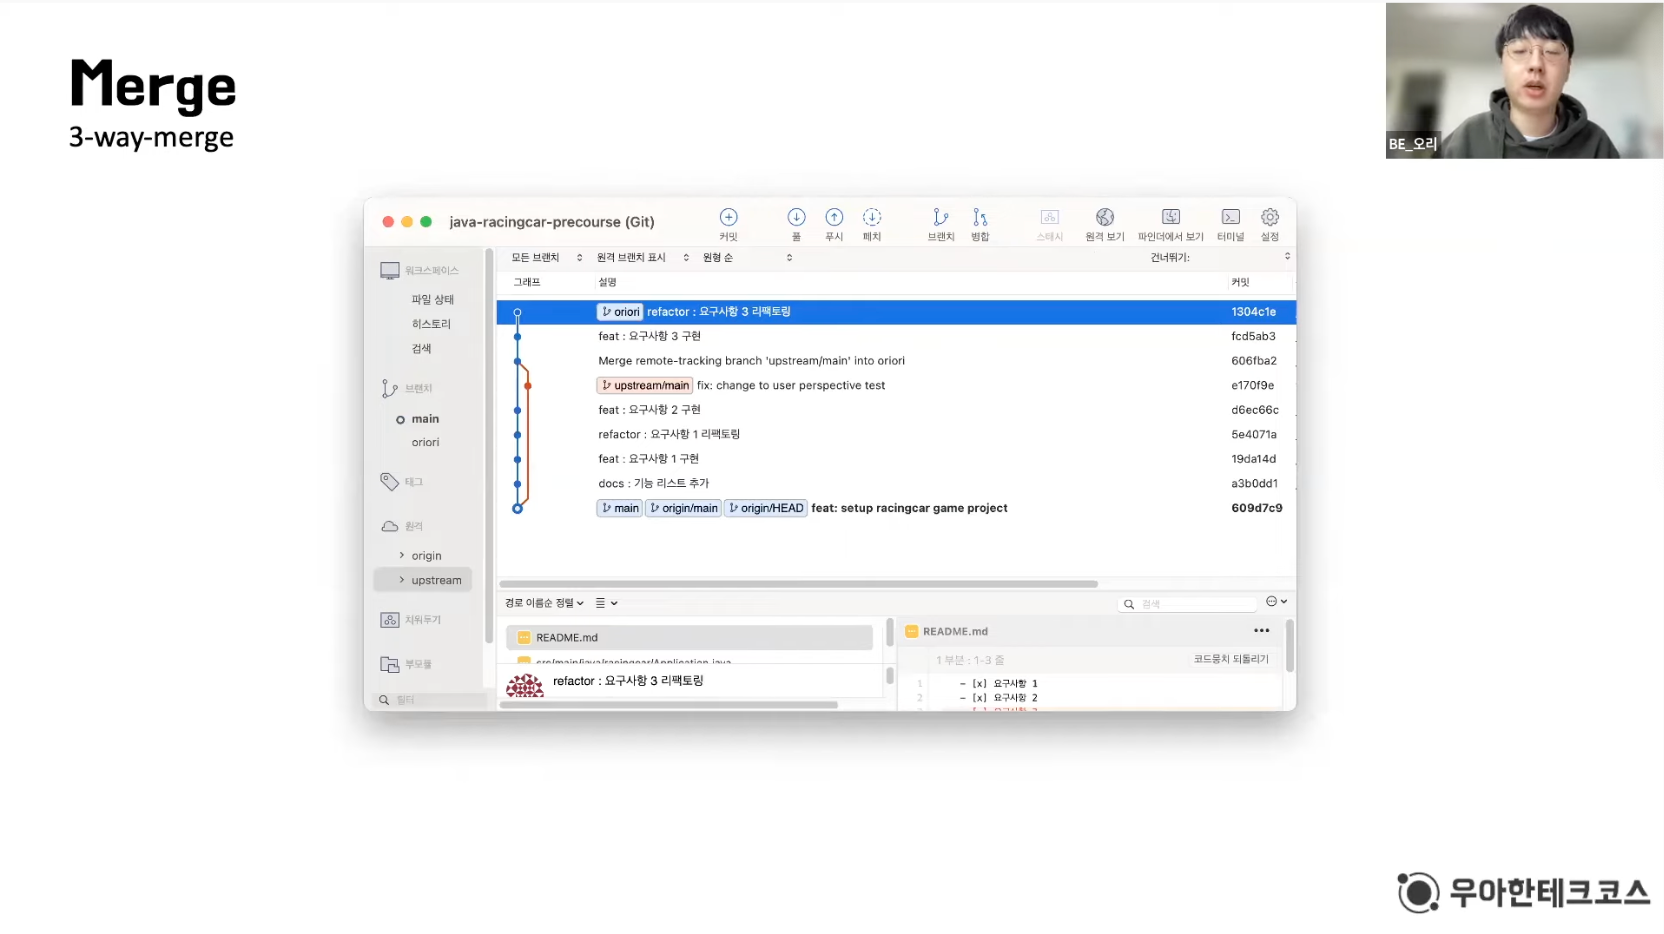 Merge
3-way-merge
BE_오리
java-racingcar-precourse (Git)
커밋
풀
푸시
페치
브랜치
병합
스태시
원격 보기
파인더에서 보기
터미널
설정
워크스페이스
파일 상태
히스토리
검색
브랜치
main
oriori
태그
원격
origin
upstream
치워두기
부모듈
필터
모든 브랜치 원격 브랜치 표시 원형 순 건너뛰기:
그래프 설명 커밋
oriori refactor : 요구사항 3 리팩토링 1304c1e
feat : 요구사항 3 구현 fcd5ab3
Merge remote-tracking branch 'upstream/main' into oriori 606fba2
upstream/main fix: change to user perspective test e170f9e
feat : 요구사항 2 구현 d6ec66c
refactor : 요구사항 1 리팩토링 5e4071a
feat : 요구사항 1 구현 19da14d
docs : 기능 리스트 추가 a3b0dd1
main origin/main origin/HEAD feat: setup racingcar game project 609d7c9
경로 이름순 정렬
검색
README.md
src/main/java/racingcar/Application.java
refactor : 요구사항 3 리팩토링
README.md
1 부분 : 1-3 줄 코드뭉치 되돌리기
1 - [x] 요구사항 1
2 - [x] 요구사항 2
우아한테크코스